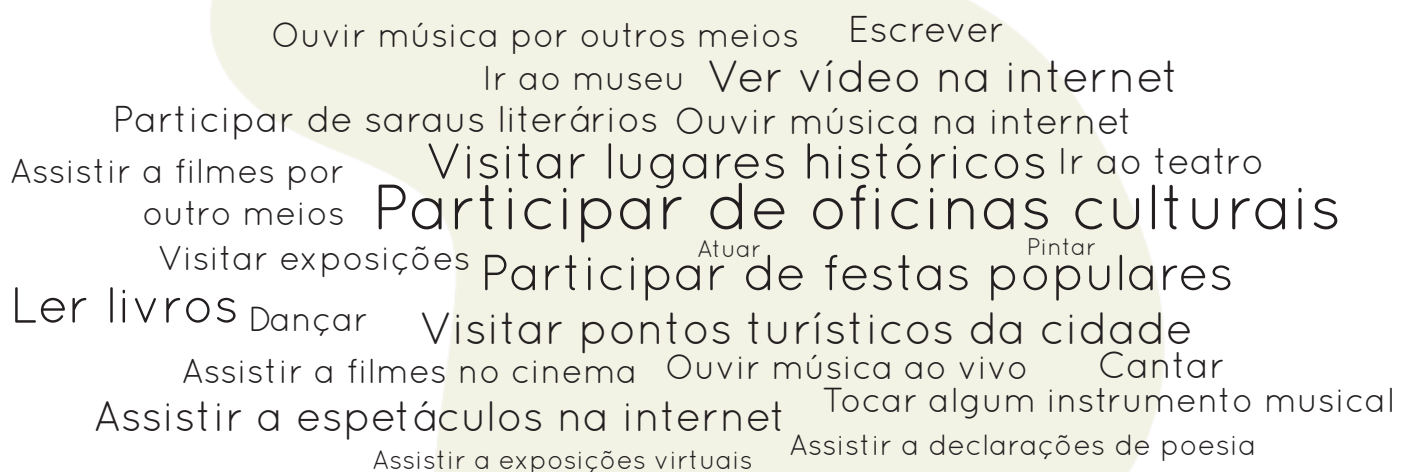 Ouvir música por outros meios
Escrever
Ir ao museu
Ver vídeo na internet
Participar de saraus literários
Ouvir música na internet
Assistir a filmes por
outro meios
Visitar lugares históricos
Ir ao teatro
Participar de oficinas culturais
Visitar exposições
Atuar
Pintar
Participar de festas populares
Ler livros
Dançar
Visitar pontos turísticos da cidade
Assistir a filmes no cinema
Ouvir música ao vivo
Cantar
Assistir a espetáculos na internet
Tocar algum instrumento musical
Assistir a exposições virtuais
Assistir a declarações de poesia